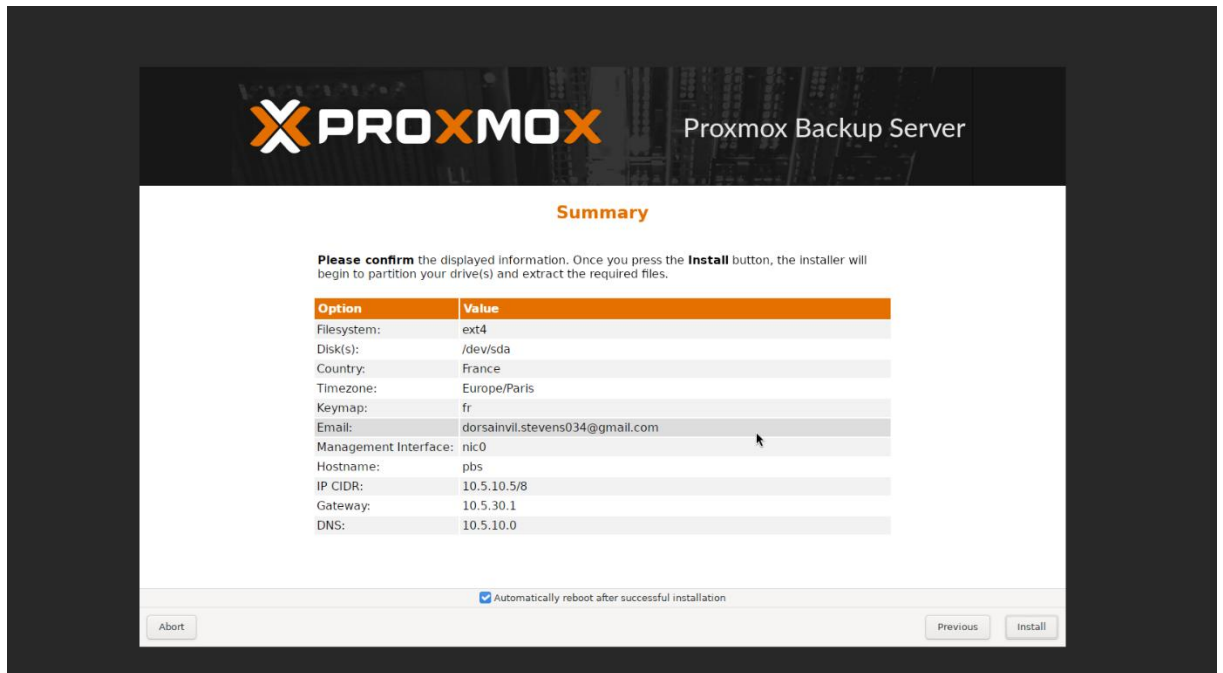 PROXMOX Proxmox Backup Server
Summary
Please confirm the displayed information. Once you press the Install button, the installer will
begin to partition your drive(s) and extract the required files.
Option Value
Filesystem: ext4
Disk(s): /dev/sda
Country: France
Timezone: Europe/Paris
Keymap: fr
Email: dorsainvil.stevens034@gmail.com
Management Interface: nic0
Hostname: pbs
IP CIDR: 10.5.10.5/8
Gateway: 10.5.30.1
DNS: 10.5.10.0
Automatically reboot after successful installation
Abort Previous Install